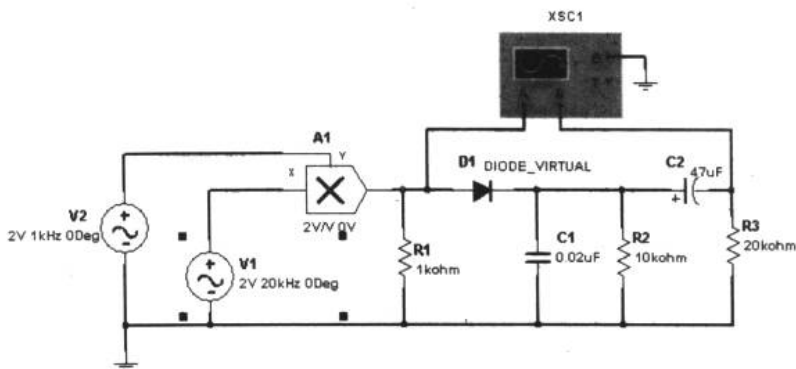 XSC1
A B
A1
Y
X
2V/V 0V
V2
2V 1kHz 0Deg
V1
2V 20kHz 0Deg
R1
1kohm
D1
DIODE_VIRTUAL
C1
0.02uF
R2
10kohm
C2
47uF
+
R3
20kohm